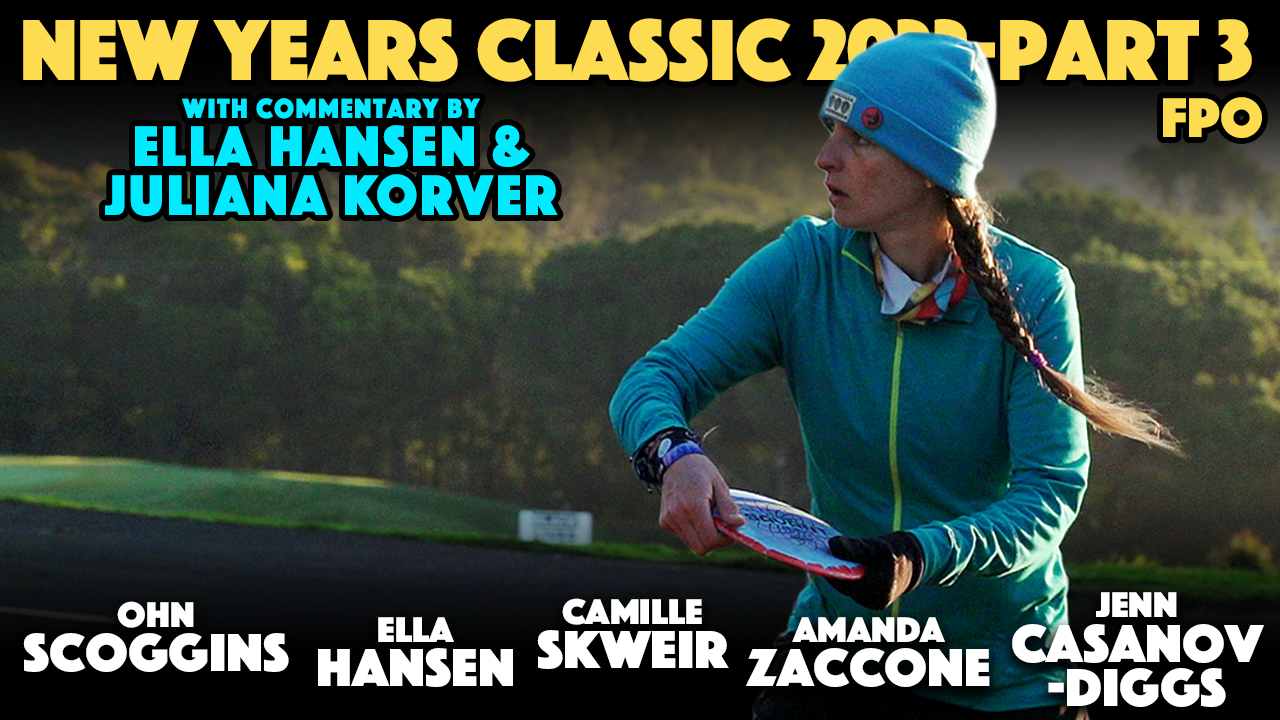 NEW YEARS CLASSIC -PART 3
FPO
WITH COMMENTARY BY
ELLA HANSEN &
JULIANA KORVER
OHN
SCOGGINS
ELLA
HANSEN
CAMILLE
SKWEIR
AMANDA
ZACCONE
JENN
CASANOV
-DIGGS